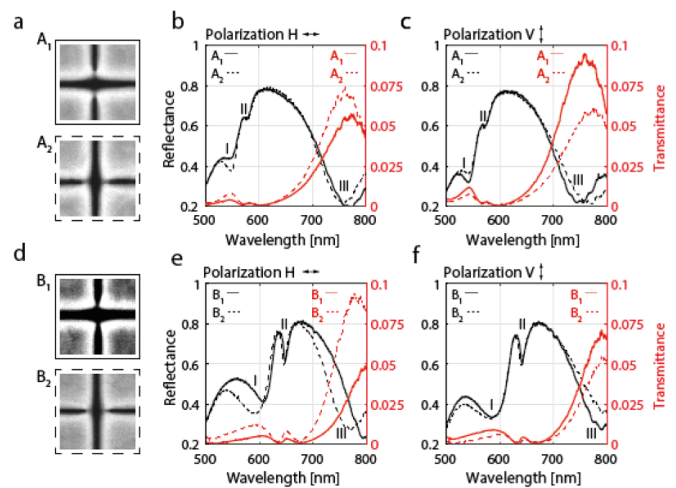 a
A1
A2
b
Polarization H ↔
A1
A2
A1
A2
I
II
III
Reflectance
1
0.8
0.6
0.4
0.2
0.1
0.075
0.05
0.025
0
500 600 700 800
Wavelength [nm]
c
Polarization V ↕
A1
A2
A1
A2
I
II
III
1
0.8
0.6
0.4
0.2
0.1
0.075
0.05
0.025
0
Transmittance
500 600 700 800
Wavelength [nm]
d
B1
B2
e
Polarization H ↔
B1
B2
B1
B2
I
II
III
Reflectance
1
0.8
0.6
0.4
0.2
0.1
0.075
0.05
0.025
0
500 600 700 800
Wavelength [nm]
f
Polarization V ↕
B1
B2
B1
B2
I
II
III
1
0.8
0.6
0.4
0.2
0.1
0.075
0.05
0.025
0
Transmittance
500 600 700 800
Wavelength [nm]